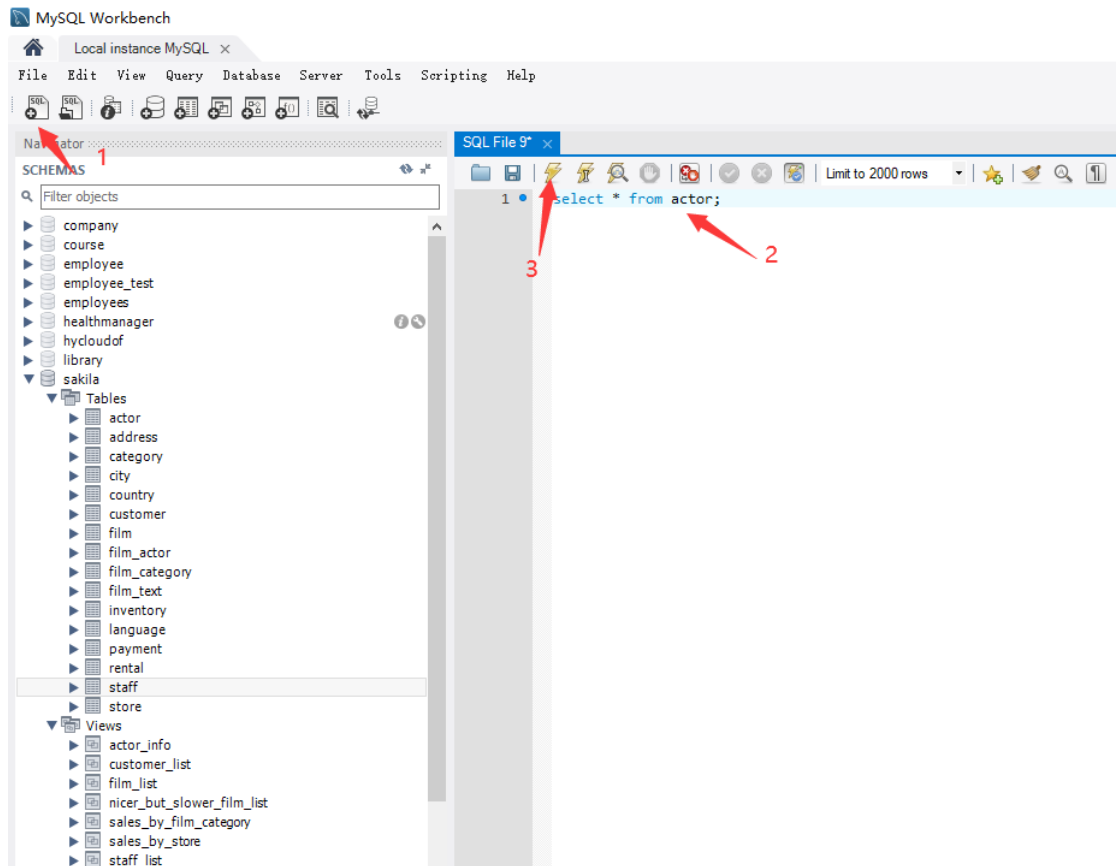 MySQL Workbench
Local instance MySQL
File Edit View Query Database Server Tools Scripting Help
SQL SQL
1
SQL File 9*
SCHEMAS
Limit to 2000 rows
Filter objects
1 select * from actor;
2
3
company
course
employee
employee_test
employees
healthmanager
hycloudof
library
sakila
Tables
actor
address
category
city
country
customer
film
film_actor
film_category
film_text
inventory
language
payment
rental
staff
store
Views
actor_info
customer_list
film_list
nicer_but_slower_film_list
sales_by_film_category
sales_by_store
staff_list